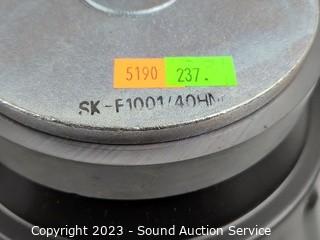 5190 237.
SK-F1001/4OHM
Copyright 2023 - Sound Auction Service